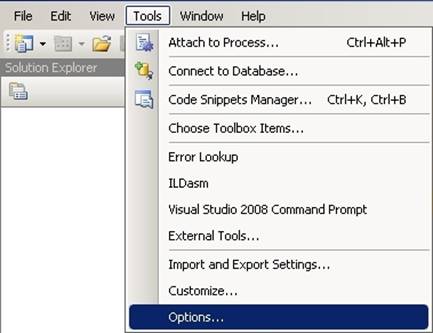 File Edit View Tools Window Help
Solution Explorer
Attach to Process... Ctrl+Alt+P
Connect to Database...
Code Snippets Manager... Ctrl+K, Ctrl+B
Choose Toolbox Items...
Error Lookup
ILDasm
Visual Studio 2008 Command Prompt
External Tools...
Import and Export Settings...
Customize...
Options...